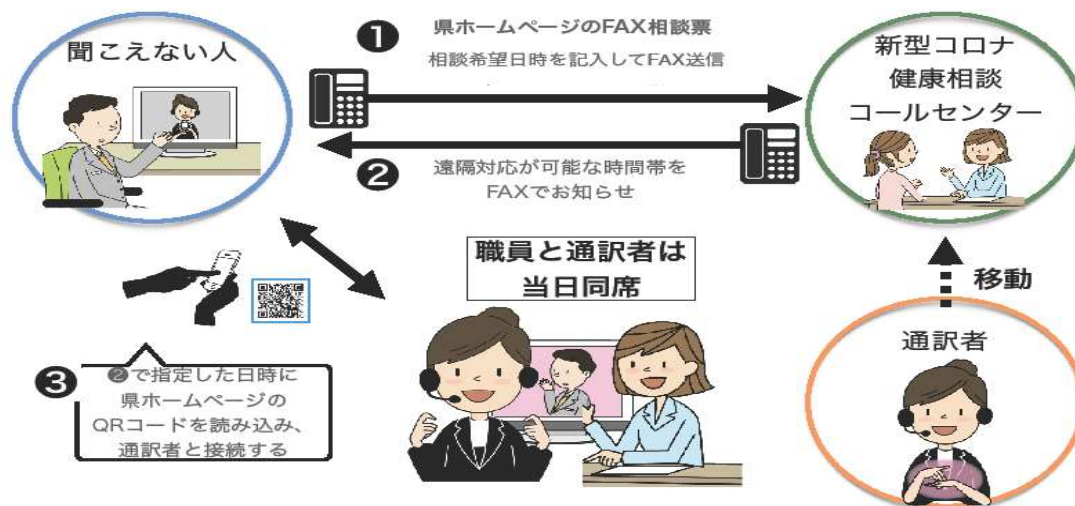 聞こえない人
❶
県ホームページのFAX相談票
相談希望日時を記入してFAX送信
新型コロナ
健康相談
コールセンター
❷
遠隔対応が可能な時間帯を
FAXでお知らせ
職員と通訳者は
当日同席
移動
通訳者
❸
❷で指定した日時に
県ホームページの
QRコードを読み込み、
通訳者と接続する